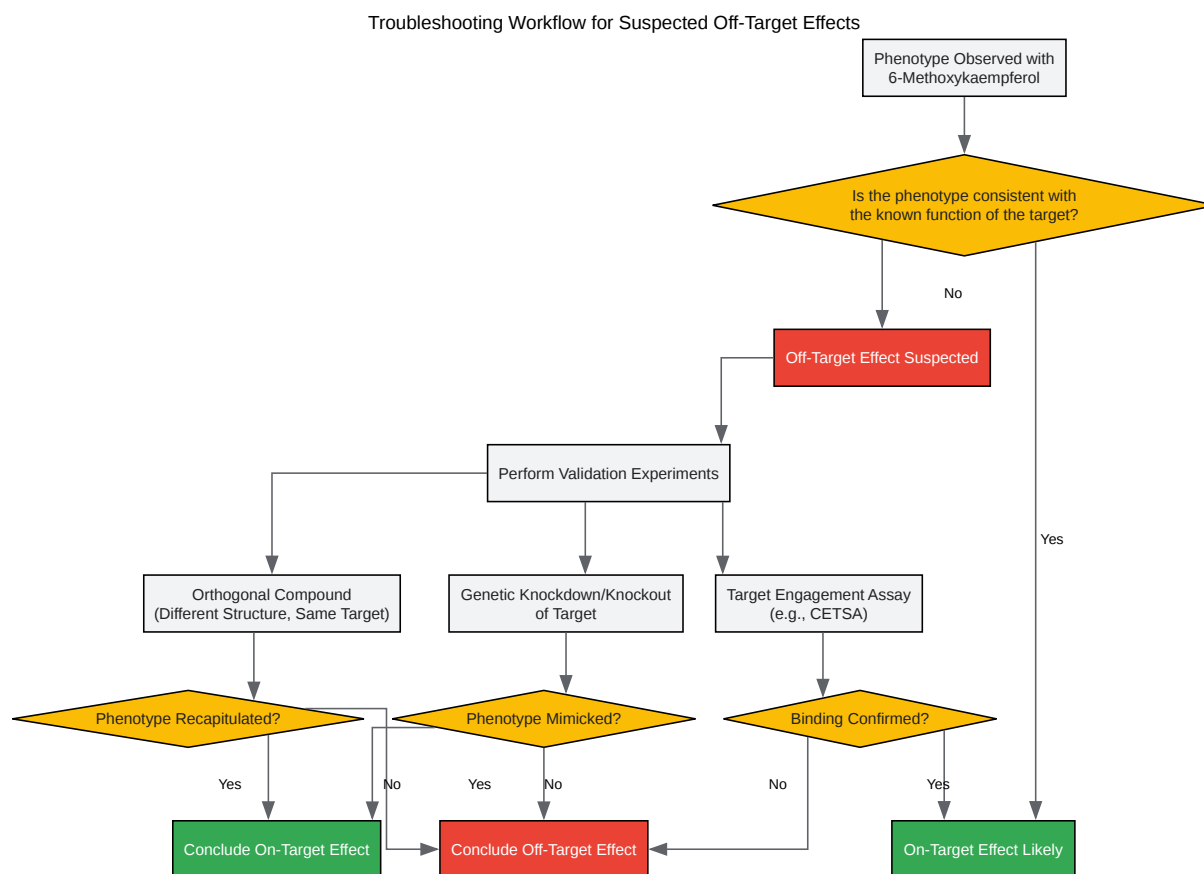 Troubleshooting Workflow for Suspected Off-Target Effects
Phenotype Observed with
6-Methoxykaempferol
Is the phenotype consistent with
the known function of the target?
No
Off-Target Effect Suspected
Perform Validation Experiments
Yes
Orthogonal Compound
(Different Structure, Same Target)
Genetic Knockdown/Knockout
of Target
Target Engagement Assay
(e.g., CETSA)
Phenotype Recapitulated?
Phenotype Mimicked?
Binding Confirmed?
Yes
No
Yes
No
No
Yes
Conclude On-Target Effect
Conclude Off-Target Effect
On-Target Effect Likely